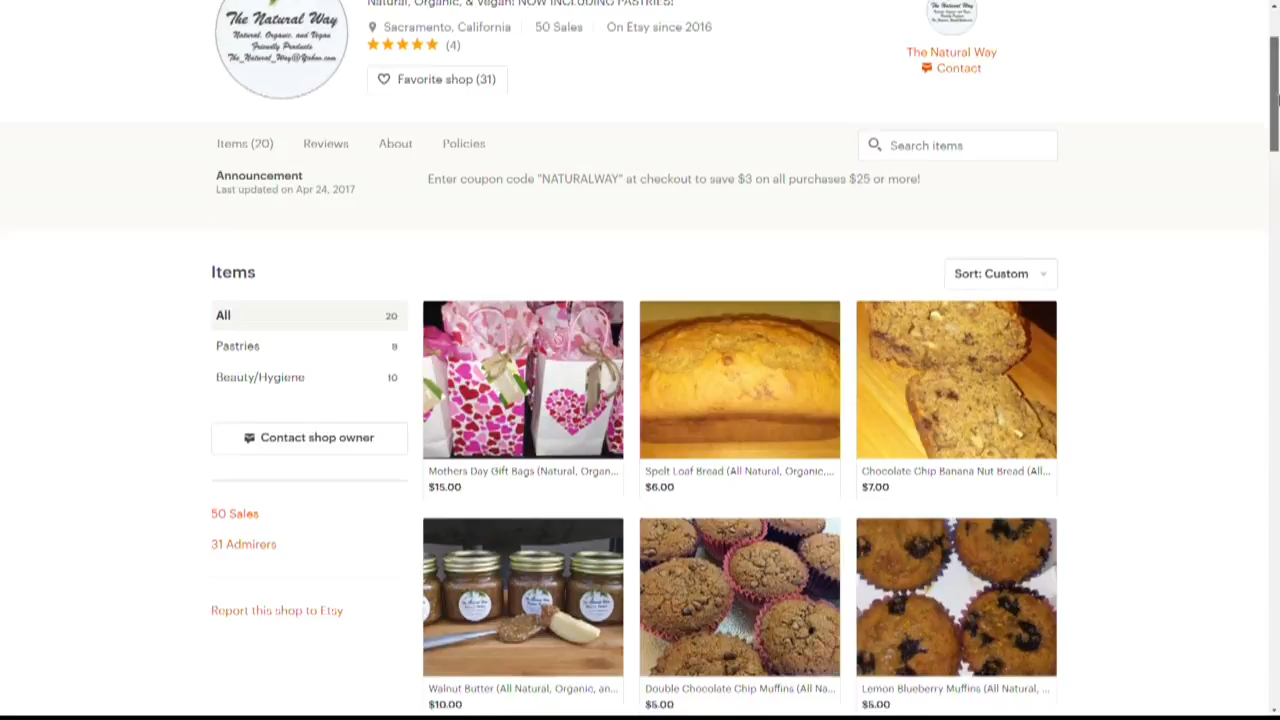 The Natural Way
Natural, Organic, and Vegan
Friendly Products
The_Natural_Way@Yahoo.com
Natural, Organic, & Vegan! NOW INCLUDING PASTRIES!
Sacramento, California
50 Sales
On Etsy since 2016
(4)
Favorite shop (31)
The Natural Way
Contact
Items (20)
Reviews
About
Policies
Search items
Announcement
Last updated on Apr 24, 2017
Enter coupon code "NATURALWAY" at checkout to save $3 on all purchases $25 or more!
Items
Sort: Custom
All
20
Pastries
Beauty/Hygiene
10
Contact shop owner
50 Sales
31 Admirers
Report this shop to Etsy
Mothers Day Gift Bags (Natural, Organ...
$15.00
Spelt Loaf Bread (All Natural, Organic,...
$6.00
Chocolate Chip Banana Nut Bread (All...
$7.00
Walnut Butter (All Natural, Organic, an...
$10.00
Double Chocolate Chip Muffins (All Na...
$5.00
Lemon Blueberry Muffins (All Natural, ...
$5.00